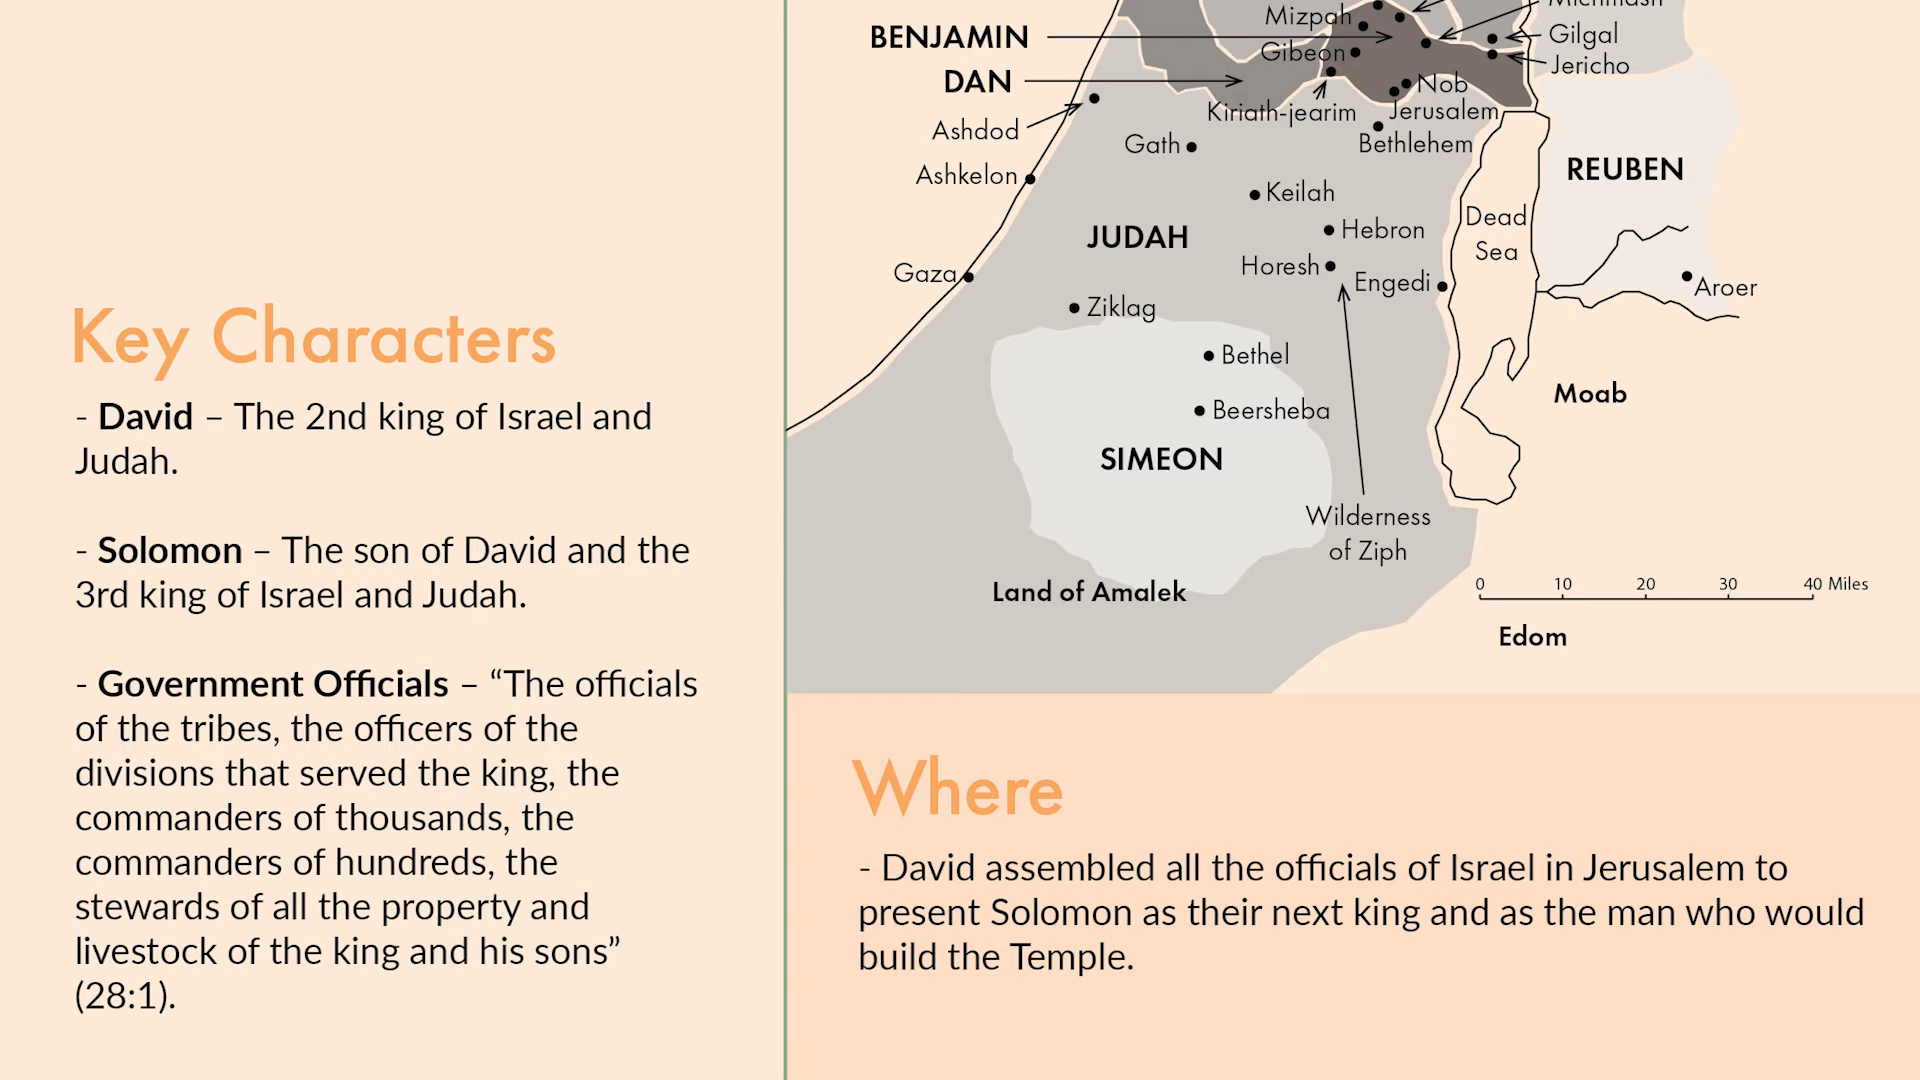 Key Characters
- David – The 2nd king of Israel and
Judah.
- Solomon – The son of David and the
3rd king of Israel and Judah.
- Government Officials – “The officials
of the tribes, the officers of the
divisions that served the king, the
commanders of thousands, the
commanders of hundreds, the
stewards of all the property and
livestock of the king and his sons”
(28:1).
Michmash
Mizpah
BENJAMIN
Gilgal
Gibeon
Jericho
DAN
Nob
Kiriath-jearim
Jerusalem
Ashdod
Gath
Bethlehem
Ashkelon
REUBEN
Keilah
Dead
Sea
JUDAH
Hebron
Horesh
Gaza
Engedi
Aroer
Ziklag
Bethel
Moab
Beersheba
SIMEON
Wilderness
of Ziph
Land of Amalek
0 10 20 30 40 Miles
Edom
Where
- David assembled all the officials of Israel in Jerusalem to
present Solomon as their next king and as the man who would
build the Temple.